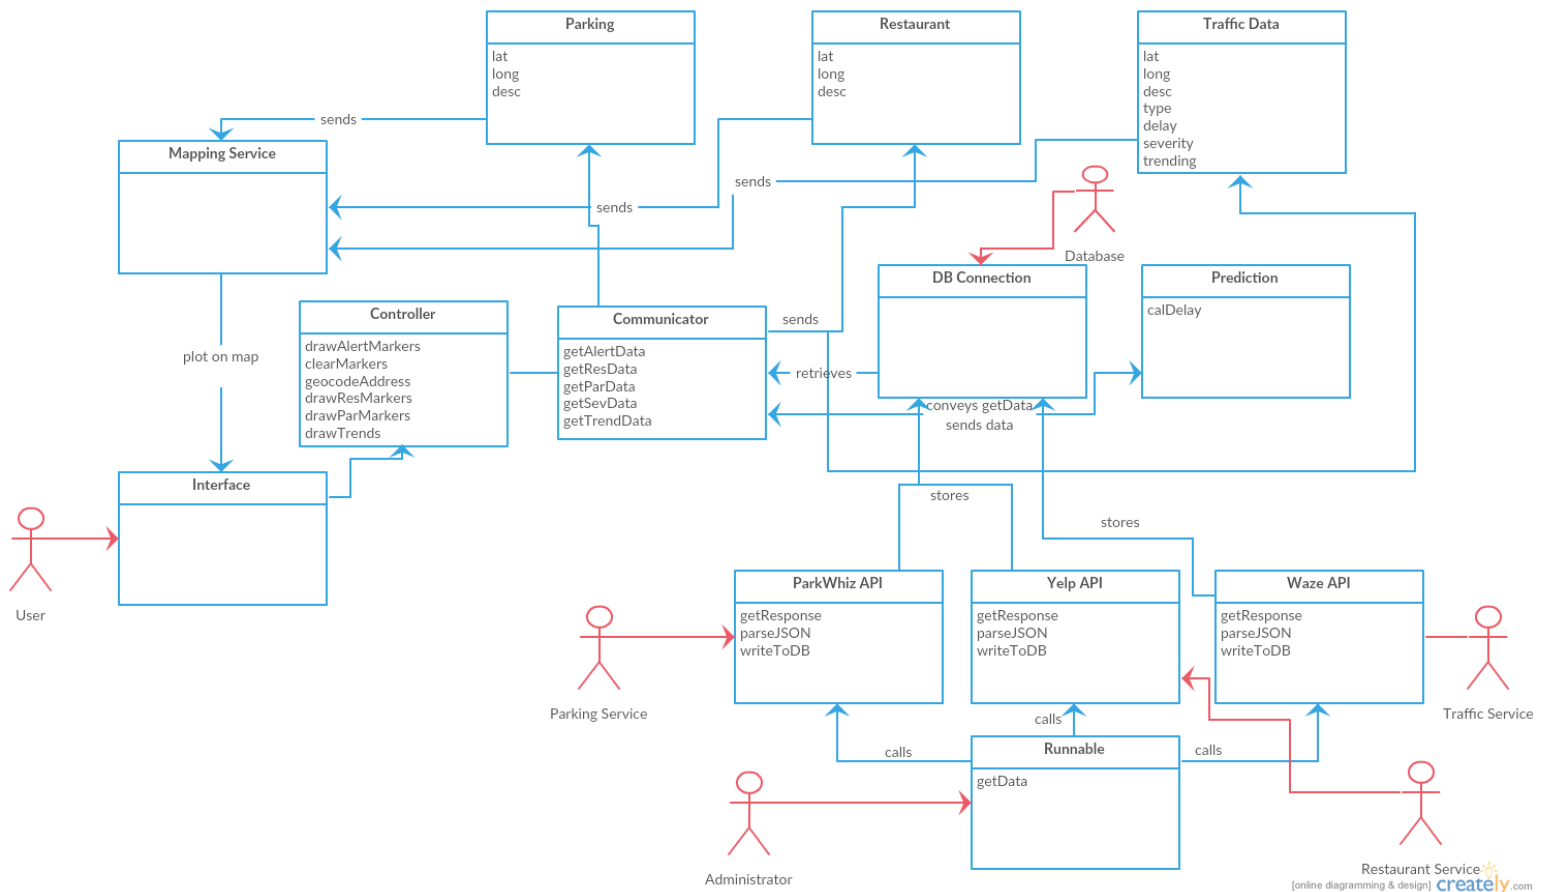 Parking
lat
long
desc
Restaurant
lat
long
desc
Traffic Data
lat
long
desc
type
delay
severity
trending
sends
Mapping Service
sends
sends
Database
DB Connection
Prediction
calDelay
Controller
drawAlertMarkers
clearMarkers
geocodeAddress
drawResMarkers
drawParMarkers
drawTrends
Communicator
getAlertData
getResData
getParData
getSevData
getTrendData
sends
retrieves
conveys getData
sends data
plot on map
Interface
User
stores
stores
ParkWhiz API
getResponse
parseJSON
writeToDB
Yelp API
getResponse
parseJSON
writeToDB
Waze API
getResponse
parseJSON
writeToDB
Parking Service
Traffic Service
calls
calls
calls
Runnable
getData
Administrator
Restaurant Service
[online diagramming & design] creately.com